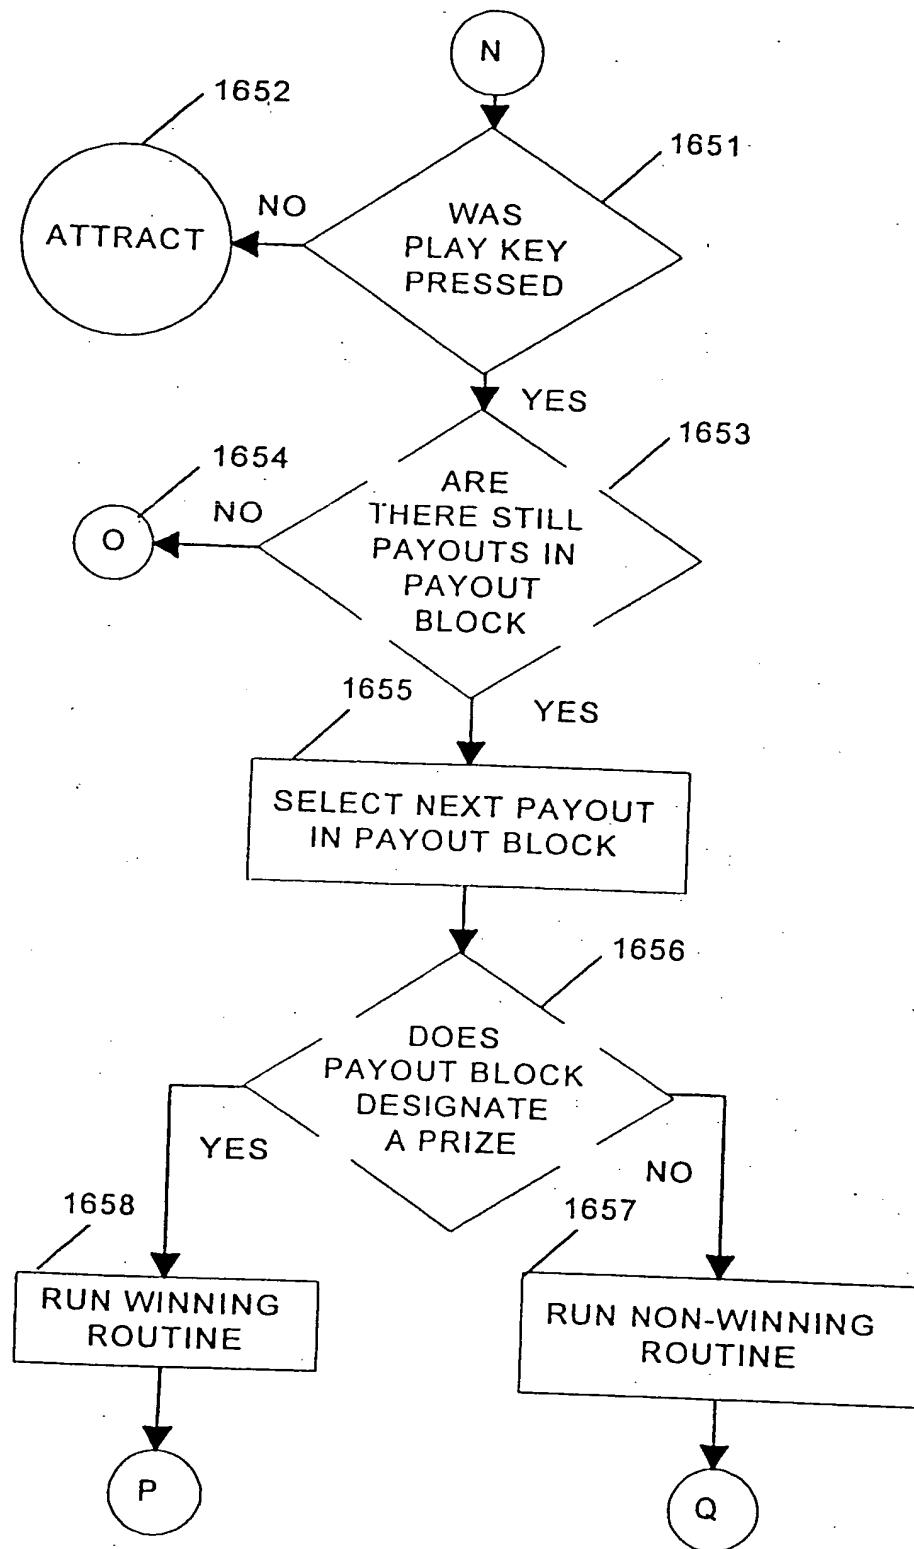 N
1652
1651
NO
WAS
PLAY KEY
PRESSED
ATTRACT
YES
1653
1654
NO
ARE
THERE STILL
PAYOUTS IN
PAYOUT
BLOCK
O
1655
YES
SELECT NEXT PAYOUT
IN PAYOUT BLOCK
1656
DOES
PAYOUT BLOCK
DESIGNATE
A PRIZE
YES
NO
1658
1657
RUN WINNING
ROUTINE
RUN NON-WINNING
ROUTINE
P
Q